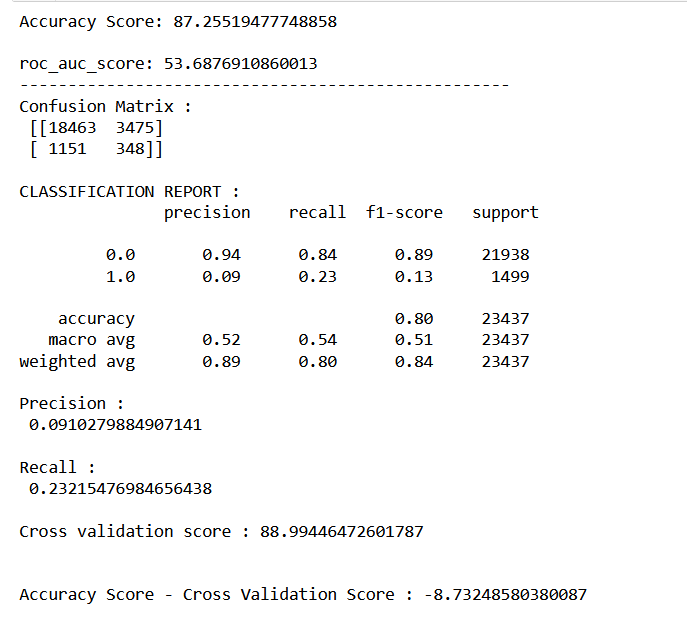 Accuracy Score: 87.25519477748858
roc_auc_score: 53.6876910860013
---------------------------------------------------
Confusion Matrix :
[[18463  3475]
[ 1151   348]]
CLASSIFICATION REPORT :
precision    recall  f1-score   support
0.0       0.94      0.84      0.89     21938
1.0       0.09      0.23      0.13      1499
accuracy                           0.80     23437
macro avg       0.52      0.54      0.51     23437
weighted avg       0.89      0.80      0.84     23437
Precision :
0.0910279884907141
Recall :
0.23215476984656438
Cross validation score : 88.99446472601787
Accuracy Score - Cross Validation Score : -8.73248580380087